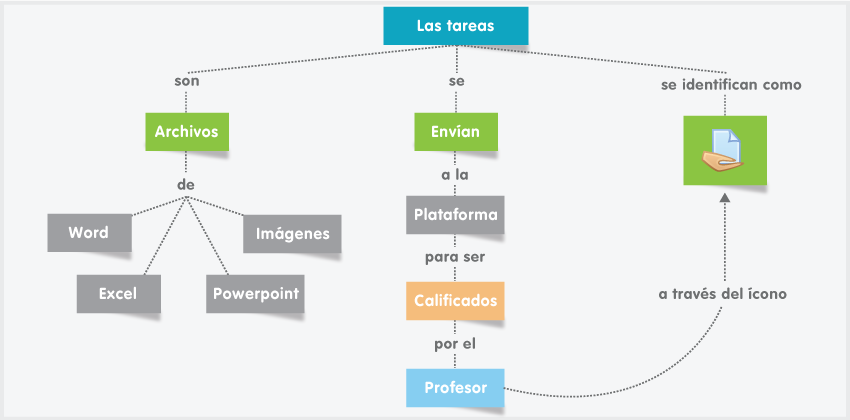 Las tareas
son
se
se identifican como
Archivos
Envían
de
a la
Word
Imágenes
Plataforma
para ser
Excel
Powerpoint
Calificados
a través del ícono
por el
Profesor